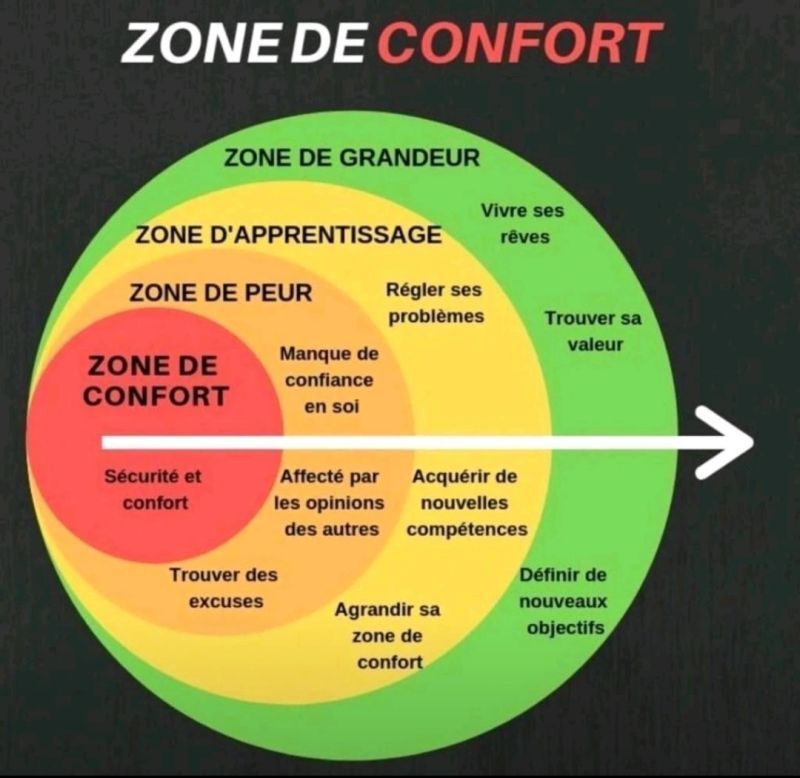 ZONE DE CONFORT
ZONE DE GRANDEUR
Vivre ses
rêves
ZONE D'APPRENTISSAGE
Régler ses
problèmes
Trouver sa
valeur
ZONE DE PEUR
Manque de
confiance
en soi
ZONE DE
CONFORT
Sécurité et
confort
Affecté par
les opinions
des autres
Acquérir de
nouvelles
compétences
Trouver des
excuses
Agrandir sa
zone de
confort
Définir de
nouveaux
objectifs